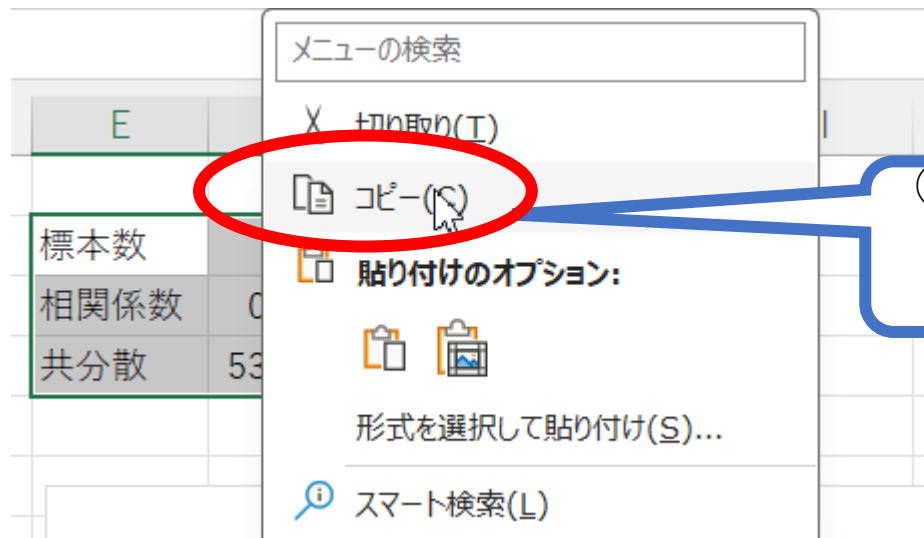 メニューの検索
E
切り取り(T)
コピー(C)
標本数
貼り付けのオプション:
相関係数 0
共分散 53
形式を選択して貼り付け(S)...
スマート検索(L)